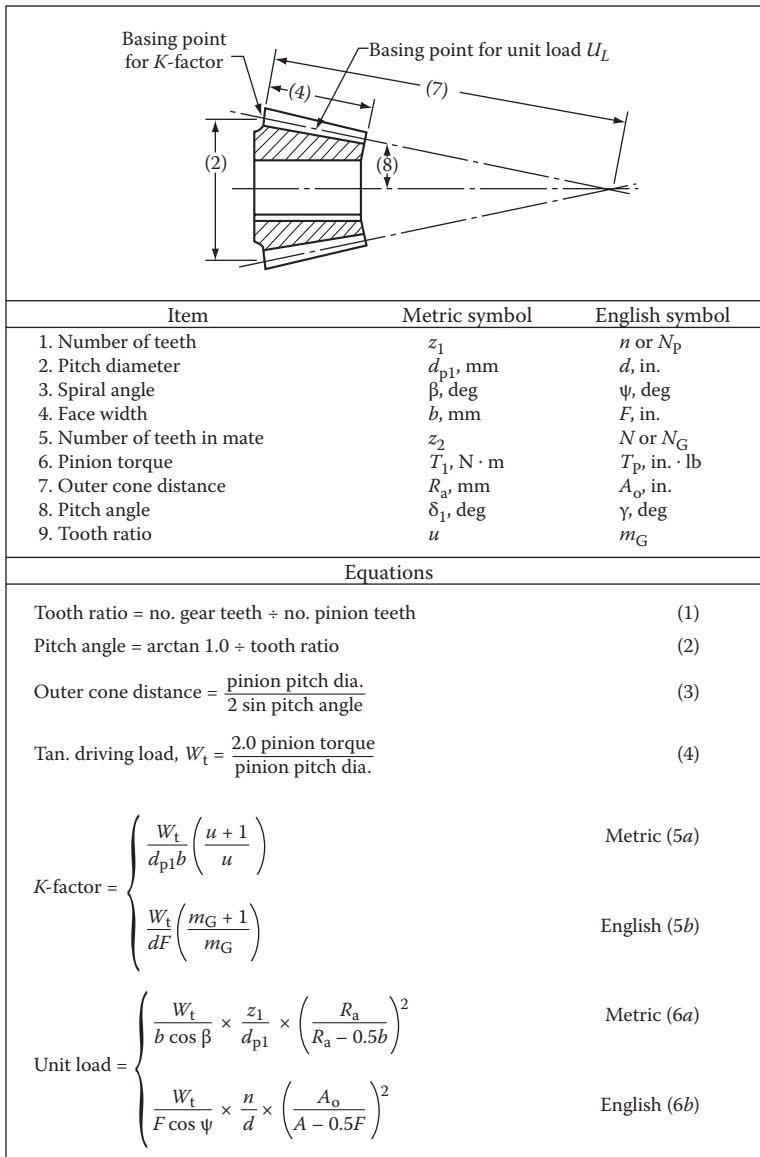 Basing point
for K-factor
Basing point for unit load U_L
(4)
(7)
(2)
(8)
Item Metric symbol English symbol
1. Number of teeth z₁ n or N_P
2. Pitch diameter d_p1, mm d, in.
3. Spiral angle β, deg ψ, deg
4. Face width b, mm F, in.
5. Number of teeth in mate z₂ N or N_G
6. Pinion torque T₁, N · m T_P, in. · lb
7. Outer cone distance R_a, mm A_o, in.
8. Pitch angle δ₁, deg γ, deg
9. Tooth ratio u m_G
Equations
Tooth ratio = no. gear teeth ÷ no. pinion teeth (1)
Pitch angle = arctan 1.0 ÷ tooth ratio (2)
Outer cone distance = pinion pitch dia. / 2 sin pitch angle (3)
Tan. driving load, W_t = 2.0 pinion torque / pinion pitch dia. (4)
K-factor = { W_t / d_p1 b ( u + 1 / u ) Metric (5a)
W_t / dF ( m_G + 1 / m_G ) English (5b)
Unit load = { W_t / b cos β × z₁ / d_p1 × ( R_a / R_a − 0.5b )² Metric (6a)
W_t / F cos ψ × n / d × ( A_o / A − 0.5F )² English (6b)